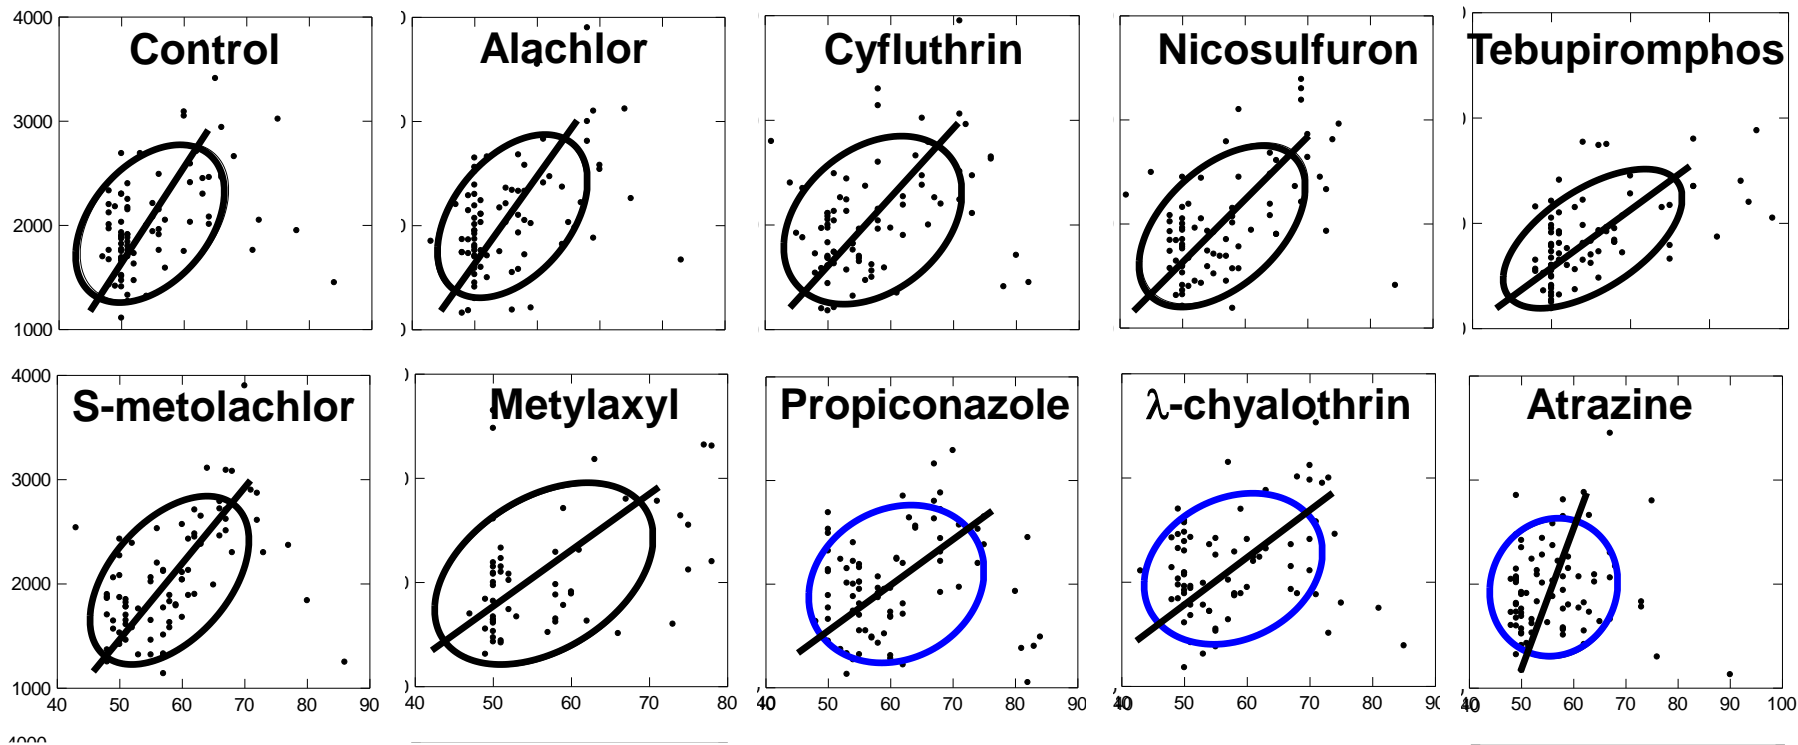 4000
Control
Alachlor
Cyfluthrin
Nicosulfuron
Tebupiromphos
3000
2000
1000
4000
S-metolachlor
Metylaxyl
Propiconazole
λ-chyalothrin
Atrazine
3000
2000
1000
50 60 70 80 90
50 60 70 80
40 50 60 70 80 90
40 50 60 70 80
40 50 60 70 80 90 100
4000